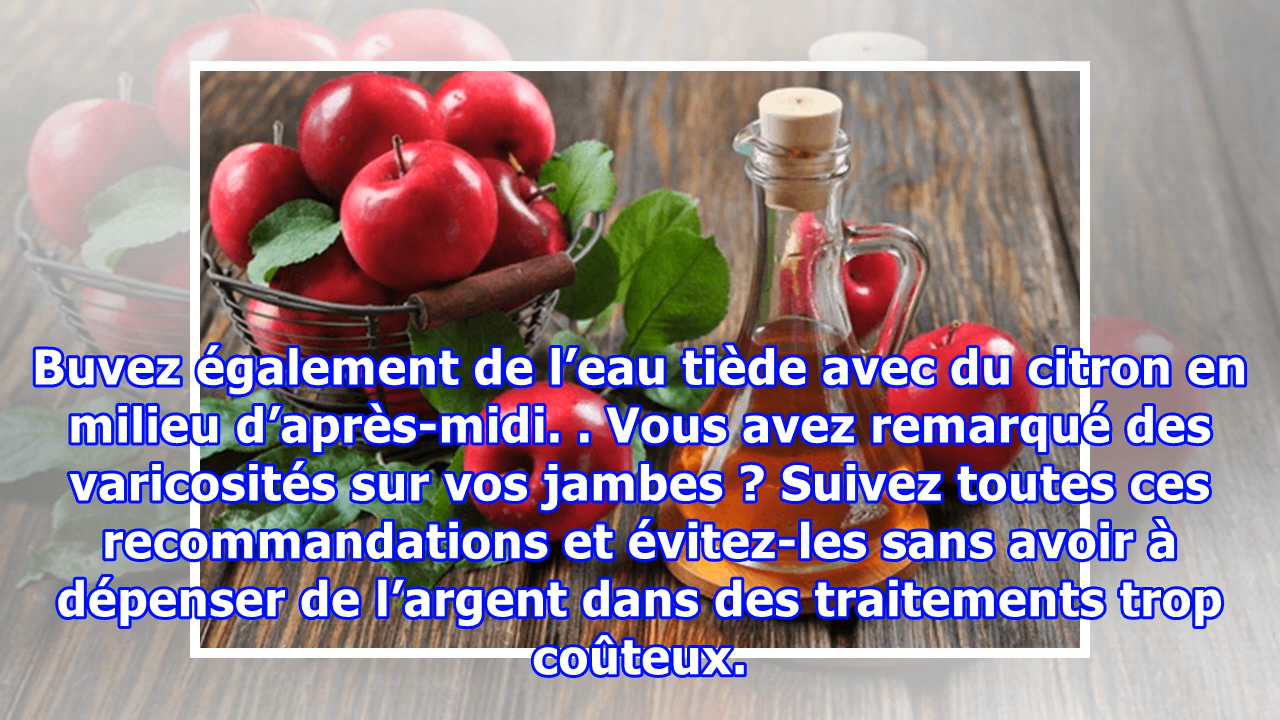 Buvez également de l’eau tiède avec du citron en
milieu d’après-midi. . Vous avez remarqué des
varicosités sur vos jambes ? Suivez toutes ces
recommandations et évitez-les sans avoir à
dépenser de l’argent dans des traitements trop
coûteux.